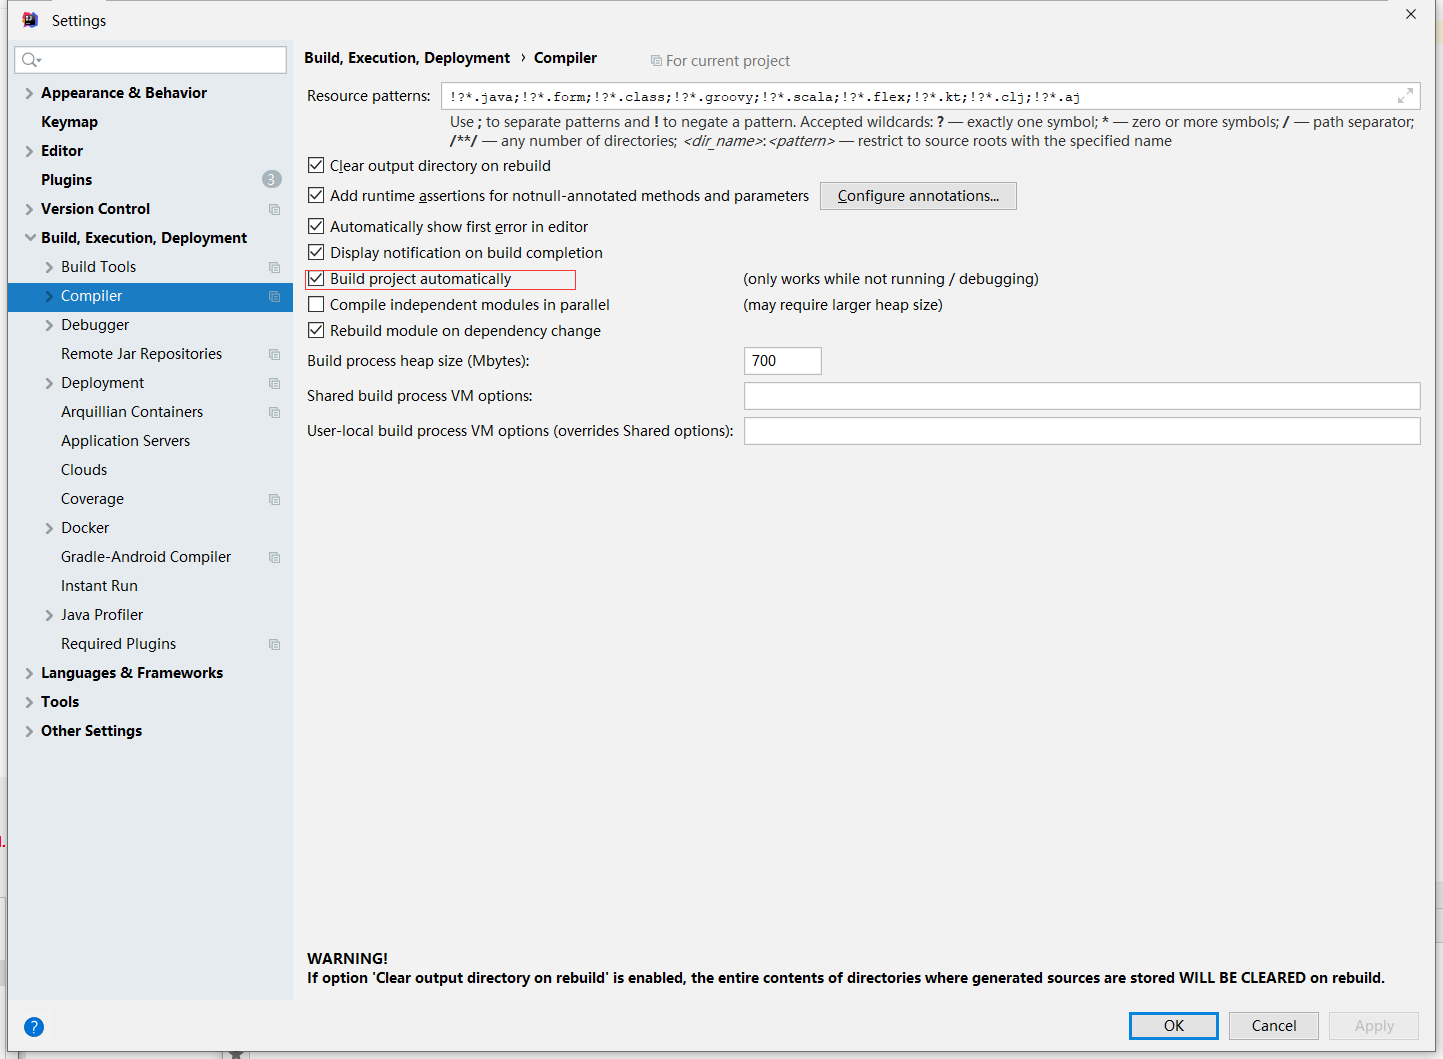 Settings
Appearance & Behavior
Keymap
Editor
Plugins 3
Version Control
Build, Execution, Deployment
Build Tools
Compiler
Debugger
Remote Jar Repositories
Deployment
Arquillian Containers
Application Servers
Clouds
Coverage
Docker
Gradle-Android Compiler
Instant Run
Java Profiler
Required Plugins
Languages & Frameworks
Tools
Other Settings
Build, Execution, Deployment › Compiler For current project
Resource patterns: !?*.java;!?*.form;!?*.class;!?*.groovy;!?*.scala;!?*.flex;!?*.kt;!?*.clj;!?*.aj
Use ; to separate patterns and ! to negate a pattern. Accepted wildcards: ? — exactly one symbol; * — zero or more symbols; / — path separator;
/**/ — any number of directories; <dir_name>:<pattern> — restrict to source roots with the specified name
Clear output directory on rebuild
Add runtime assertions for notnull-annotated methods and parameters Configure annotations...
Automatically show first error in editor
Display notification on build completion
Build project automatically (only works while not running / debugging)
Compile independent modules in parallel (may require larger heap size)
Rebuild module on dependency change
Build process heap size (Mbytes): 700
Shared build process VM options:
User-local build process VM options (overrides Shared options):
WARNING!
If option 'Clear output directory on rebuild' is enabled, the entire contents of directories where generated sources are stored WILL BE CLEARED on rebuild.
? OK Cancel Apply